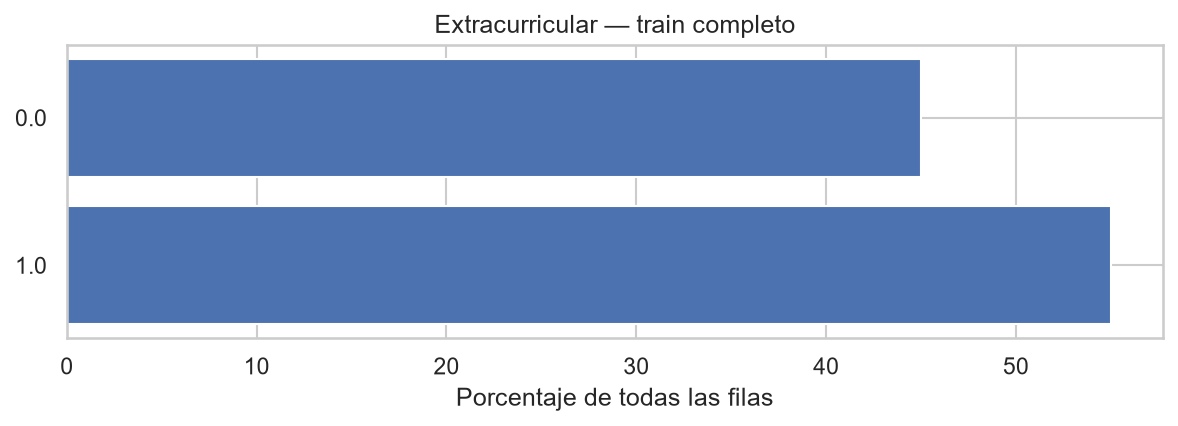 Extracurricular — train completo
0.0
1.0
0 10 20 30 40 50
Porcentaje de todas las filas